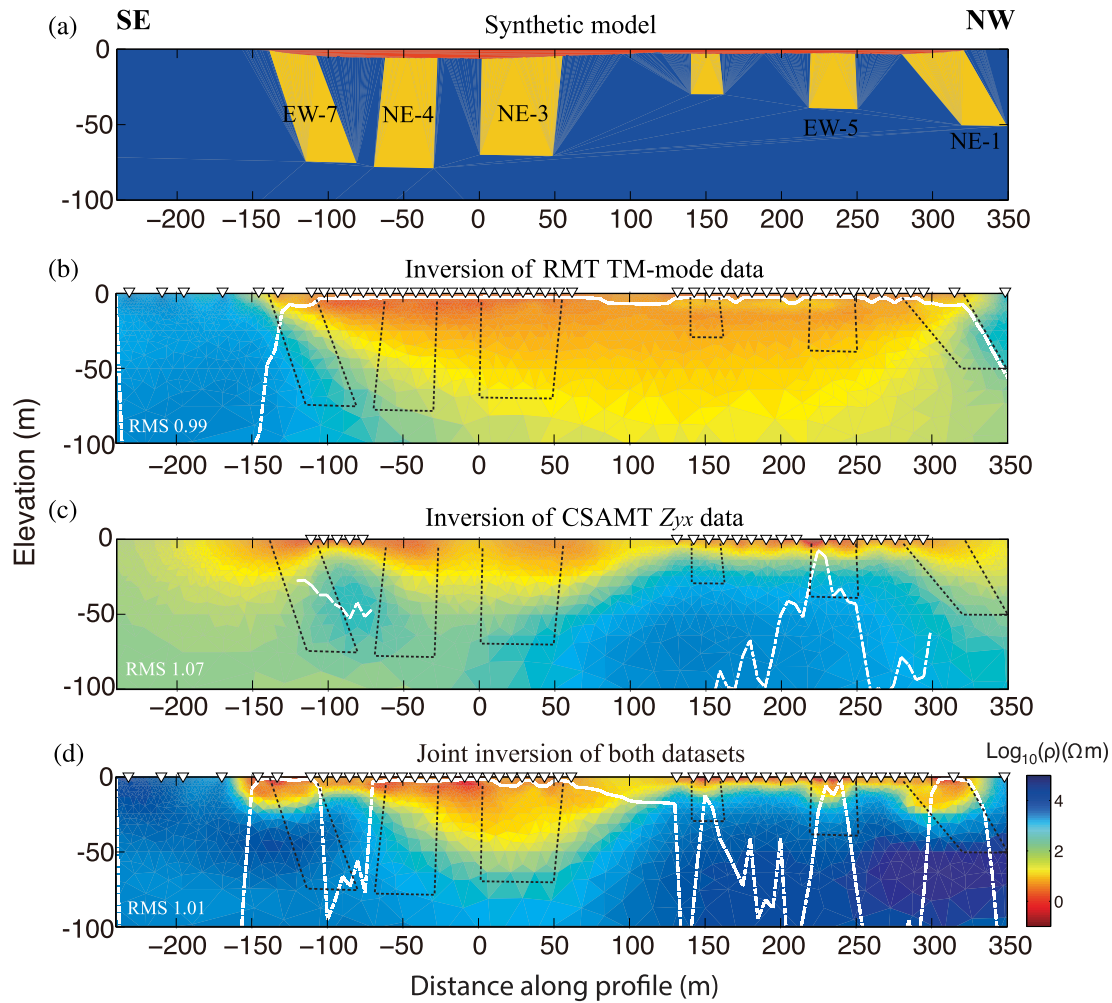 (a) SE Synthetic model NW
0
EW-7 NE-4 NE-3 EW-5 NE-1
-50
-100
−200 −150 −100 −50 0 50 100 150 200 250 300 350
(b) Inversion of RMT TM-mode data
0
-50
RMS 0.99
-100
−200 −150 −100 −50 0 50 100 150 200 250 300 350
Elevation (m)
(c) Inversion of CSAMT Zyx data
0
-50
RMS 1.07
-100
−200 −150 −100 −50 0 50 100 150 200 250 300 350
(d) Joint inversion of both datasets
Log10(ρ)(Ω m)
0
-50
RMS 1.01
-100
4
2
0
−200 −150 −100 −50 0 50 100 150 200 250 300 350
Distance along profile (m)